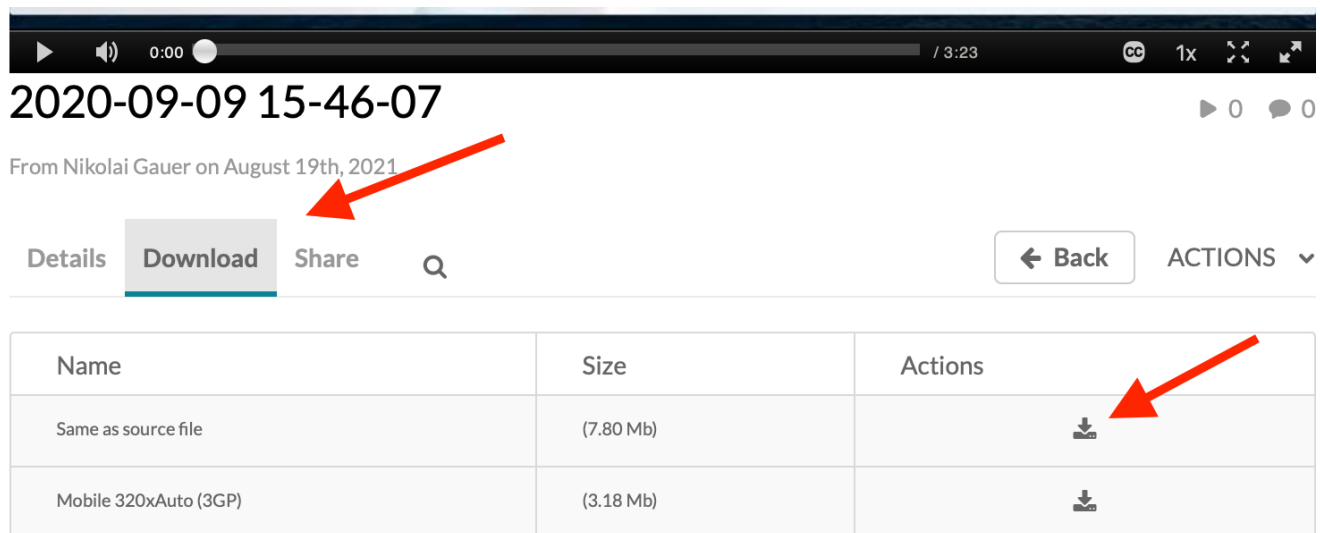 0:00 / 3:23 CC 1x
2020-09-09 15-46-07
0 0
From Nikolai Gauer on August 19th, 2021
Details Download Share Back ACTIONS
Name Size Actions
Same as source file (7.80 Mb)
Mobile 320xAuto (3GP) (3.18 Mb)